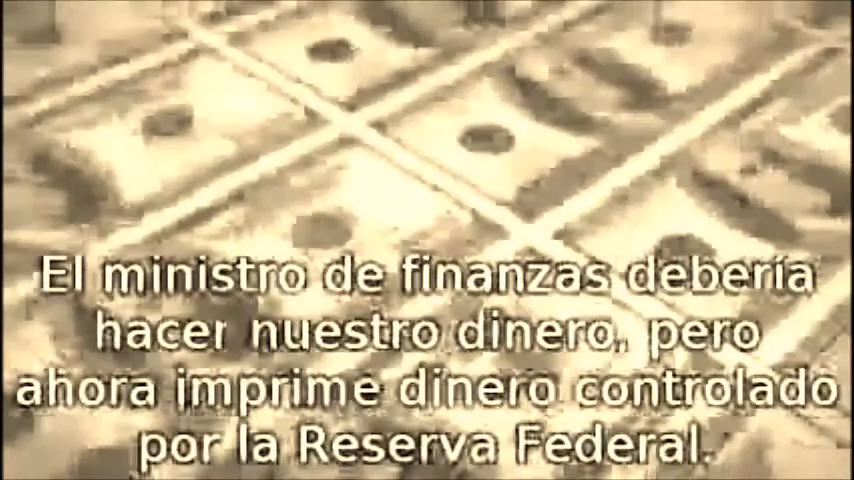 El ministro de finanzas debería
hacer nuestro dinero, pero
ahora imprime dinero controlado
por la Reserva Federal.